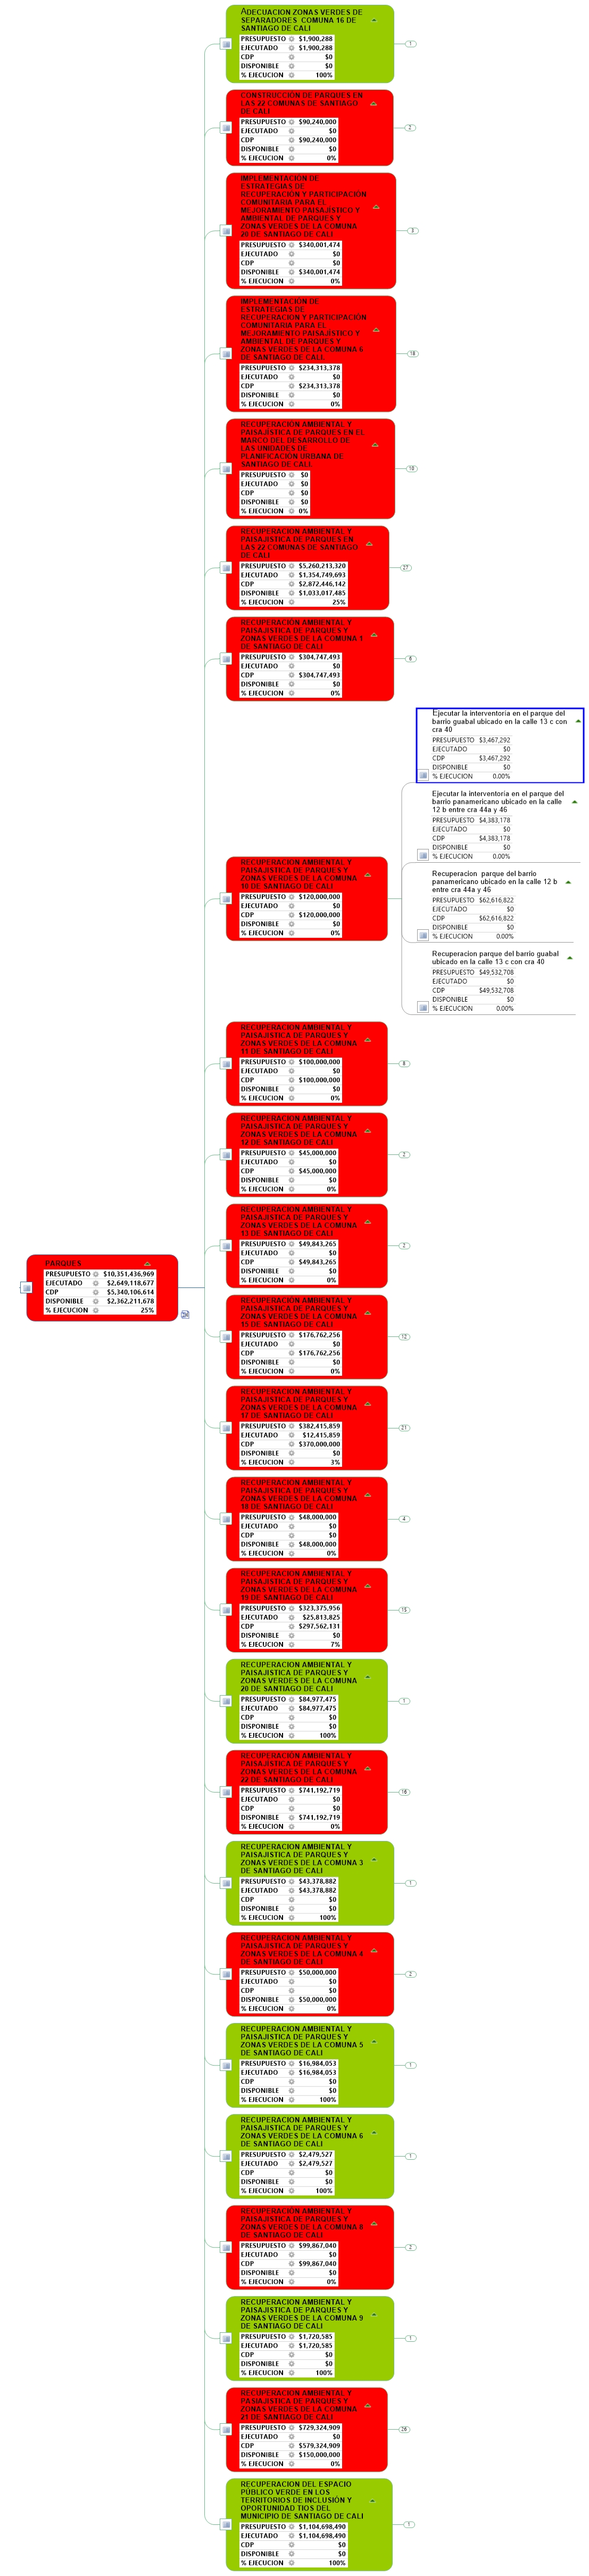 ADECUACION ZONAS VERDES DE
SEPARADORES COMUNA 16 DE
SANTIAGO DE CALI
PRESUPUESTO $1,900,288
EJECUTADO $1,900,288
CDP $0
DISPONIBLE $0
% EJECUCION 100%
1
CONSTRUCCIÓN DE PARQUES EN
LAS 22 COMUNAS DE SANTIAGO
DE CALI
PRESUPUESTO $90,240,000
EJECUTADO $0
CDP $90,240,000
DISPONIBLE $0
% EJECUCION 0%
2
IMPLEMENTACIÓN DE
ESTRATEGIAS DE
RECUPERACIÓN Y PARTICIPACIÓN
COMUNITARIA PARA EL
MEJORAMIENTO PAISAJÍSTICO Y
AMBIENTAL DE PARQUES Y
ZONAS VERDES DE LA COMUNA
20 DE SANTIAGO DE CALI
PRESUPUESTO $340,001,474
EJECUTADO $0
CDP $0
DISPONIBLE $340,001,474
% EJECUCION 0%
3
IMPLEMENTACIÓN DE
ESTRATEGIAS DE
RECUPERACIÓN Y PARTICIPACIÓN
COMUNITARIA PARA EL
MEJORAMIENTO PAISAJÍSTICO Y
AMBIENTAL DE PARQUES Y
ZONAS VERDES DE LA COMUNA 6
DE SANTIAGO DE CALI.
PRESUPUESTO $234,313,378
EJECUTADO $0
CDP $234,313,378
DISPONIBLE $0
% EJECUCION 0%
18
RECUPERACIÓN AMBIENTAL Y
PAISAJÍSTICA DE PARQUES EN EL
MARCO DEL DESARROLLO DE
LAS UNIDADES DE
PLANIFICACIÓN URBANA DE
SANTIAGO DE CALI.
PRESUPUESTO $0
EJECUTADO $0
CDP $0
DISPONIBLE $0
% EJECUCION 0%
10
RECUPERACION AMBIENTAL Y
PAISAJISTICA DE PARQUES EN
LAS 22 COMUNAS DE SANTIAGO
DE CALI
PRESUPUESTO $5,260,213,320
EJECUTADO $1,354,749,693
CDP $2,872,446,142
DISPONIBLE $1,033,017,485
% EJECUCION 25%
27
RECUPERACION AMBIENTAL Y
PAISAJISTICA DE PARQUES Y
ZONAS VERDES DE LA COMUNA 1
DE SANTIAGO DE CALI
PRESUPUESTO $304,747,493
EJECUTADO $0
CDP $304,747,493
DISPONIBLE $0
% EJECUCION 0%
6
RECUPERACION AMBIENTAL Y
PAISAJISTICA DE PARQUES Y
ZONAS VERDES DE LA COMUNA
10 DE SANTIAGO DE CALI
PRESUPUESTO $120,000,000
EJECUTADO $0
CDP $120,000,000
DISPONIBLE $0
% EJECUCION 0%
Ejecutar la interventoria en el parque del
barrio guabal ubicado en la calle 13 c con
cra 40
PRESUPUESTO $3,467,292
EJECUTADO $0
CDP $3,467,292
DISPONIBLE $0
% EJECUCION 0.00%
Ejecutar la interventoria en el parque del
barrio panamericano ubicado en la calle
12 b entre cra 44a y 46
PRESUPUESTO $4,383,178
EJECUTADO $0
CDP $4,383,178
DISPONIBLE $0
% EJECUCION 0.00%
Recuperacion parque del barrio
panamericano ubicado en la calle 12 b
entre cra 44a y 46
PRESUPUESTO $62,616,822
EJECUTADO $0
CDP $62,616,822
DISPONIBLE $0
% EJECUCION 0.00%
Recuperacion parque del barrio guabal
ubicado en la calle 13 c con cra 40
PRESUPUESTO $49,532,708
EJECUTADO $0
CDP $49,532,708
DISPONIBLE $0
% EJECUCION 0.00%
RECUPERACION AMBIENTAL Y
PAISAJISTICA DE PARQUES Y
ZONAS VERDES DE LA COMUNA
11 DE SANTIAGO DE CALI
PRESUPUESTO $100,000,000
EJECUTADO $0
CDP $100,000,000
DISPONIBLE $0
% EJECUCION 0%
8
RECUPERACION AMBIENTAL Y
PAISAJISTICA DE PARQUES Y
ZONAS VERDES DE LA COMUNA
12 DE SANTIAGO DE CALI
PRESUPUESTO $45,000,000
EJECUTADO $0
CDP $45,000,000
DISPONIBLE $0
% EJECUCION 0%
2
RECUPERACION AMBIENTAL Y
PAISAJISTICA DE PARQUES Y
ZONAS VERDES DE LA COMUNA
13 DE SANTIAGO DE CALI
PRESUPUESTO $49,843,265
EJECUTADO $0
CDP $49,843,265
DISPONIBLE $0
% EJECUCION 0%
2
PARQUES
PRESUPUESTO $10,351,436,969
EJECUTADO $2,649,118,677
CDP $5,340,106,614
DISPONIBLE $2,362,211,678
% EJECUCION 25%
RECUPERACION AMBIENTAL Y
PAISAJISTICA DE PARQUES Y
ZONAS VERDES DE LA COMUNA
15 DE SANTIAGO DE CALI
PRESUPUESTO $176,762,256
EJECUTADO $0
CDP $176,762,256
DISPONIBLE $0
% EJECUCION 0%
12
RECUPERACION AMBIENTAL Y
PAISAJISTICA DE PARQUES Y
ZONAS VERDES DE LA COMUNA
17 DE SANTIAGO DE CALI
PRESUPUESTO $382,415,859
EJECUTADO $12,415,859
CDP $370,000,000
DISPONIBLE $0
% EJECUCION 3%
21
RECUPERACION AMBIENTAL Y
PAISAJISTICA DE PARQUES Y
ZONAS VERDES DE LA COMUNA
18 DE SANTIAGO DE CALI
PRESUPUESTO $48,000,000
EJECUTADO $0
CDP $0
DISPONIBLE $48,000,000
% EJECUCION 0%
4
RECUPERACION AMBIENTAL Y
PAISAJISTICA DE PARQUES Y
ZONAS VERDES DE LA COMUNA
19 DE SANTIAGO DE CALI
PRESUPUESTO $323,375,956
EJECUTADO $25,813,825
CDP $297,562,131
DISPONIBLE $0
% EJECUCION 7%
15
RECUPERACION AMBIENTAL Y
PAISAJISTICA DE PARQUES Y
ZONAS VERDES DE LA COMUNA
20 DE SANTIAGO DE CALI
PRESUPUESTO $84,977,475
EJECUTADO $84,977,475
CDP $0
DISPONIBLE $0
% EJECUCION 100%
1
RECUPERACION AMBIENTAL Y
PAISAJISTICA DE PARQUES Y
ZONAS VERDES DE LA COMUNA
22 DE SANTIAGO DE CALI
PRESUPUESTO $741,192,719
EJECUTADO $0
CDP $0
DISPONIBLE $741,192,719
% EJECUCION 0%
16
RECUPERACION AMBIENTAL Y
PAISAJISTICA DE PARQUES Y
ZONAS VERDES DE LA COMUNA 3
DE SANTIAGO DE CALI
PRESUPUESTO $43,378,882
EJECUTADO $43,378,882
CDP $0
DISPONIBLE $0
% EJECUCION 100%
1
RECUPERACION AMBIENTAL Y
PAISAJISTICA DE PARQUES Y
ZONAS VERDES DE LA COMUNA 4
DE SANTIAGO DE CALI
PRESUPUESTO $50,000,000
EJECUTADO $0
CDP $0
DISPONIBLE $50,000,000
% EJECUCION 0%
2
RECUPERACION AMBIENTAL Y
PAISAJISTICA DE PARQUES Y
ZONAS VERDES DE LA COMUNA 5
DE SANTIAGO DE CALI
PRESUPUESTO $16,984,053
EJECUTADO $16,984,053
CDP $0
DISPONIBLE $0
% EJECUCION 100%
1
RECUPERACION AMBIENTAL Y
PAISAJISTICA DE PARQUES Y
ZONAS VERDES DE LA COMUNA 6
DE SANTIAGO DE CALI
PRESUPUESTO $2,479,527
EJECUTADO $2,479,527
CDP $0
DISPONIBLE $0
% EJECUCION 100%
1
RECUPERACION AMBIENTAL Y
PAISAJISTICA DE PARQUES Y
ZONAS VERDES DE LA COMUNA 8
DE SANTIAGO DE CALI
PRESUPUESTO $99,867,040
EJECUTADO $0
CDP $99,867,040
DISPONIBLE $0
% EJECUCION 0%
2
RECUPERACION AMBIENTAL Y
PAISAJISTICA DE PARQUES Y
ZONAS VERDES DE LA COMUNA 9
DE SANTIAGO DE CALI
PRESUPUESTO $1,720,585
EJECUTADO $1,720,585
CDP $0
DISPONIBLE $0
% EJECUCION 100%
1
RECUPERACION AMBIENTAL Y
PASIAJISTICA DE PARQUES Y
ZONAS VERDES DE LA COMUNA
21 DE SANTIAGO DE CALI
PRESUPUESTO $729,324,909
EJECUTADO $0
CDP $579,324,909
DISPONIBLE $150,000,000
% EJECUCION 0%
26
RECUPERACION DEL ESPACIO
PÚBLICO VERDE EN LOS
TERRITORIOS DE INCLUSIÓN Y
OPORTUNIDAD TIOS DEL
MUNICIPIO DE SANTIAGO DE CALI
PRESUPUESTO $1,104,698,490
EJECUTADO $1,104,698,490
CDP $0
DISPONIBLE $0
% EJECUCION 100%
1